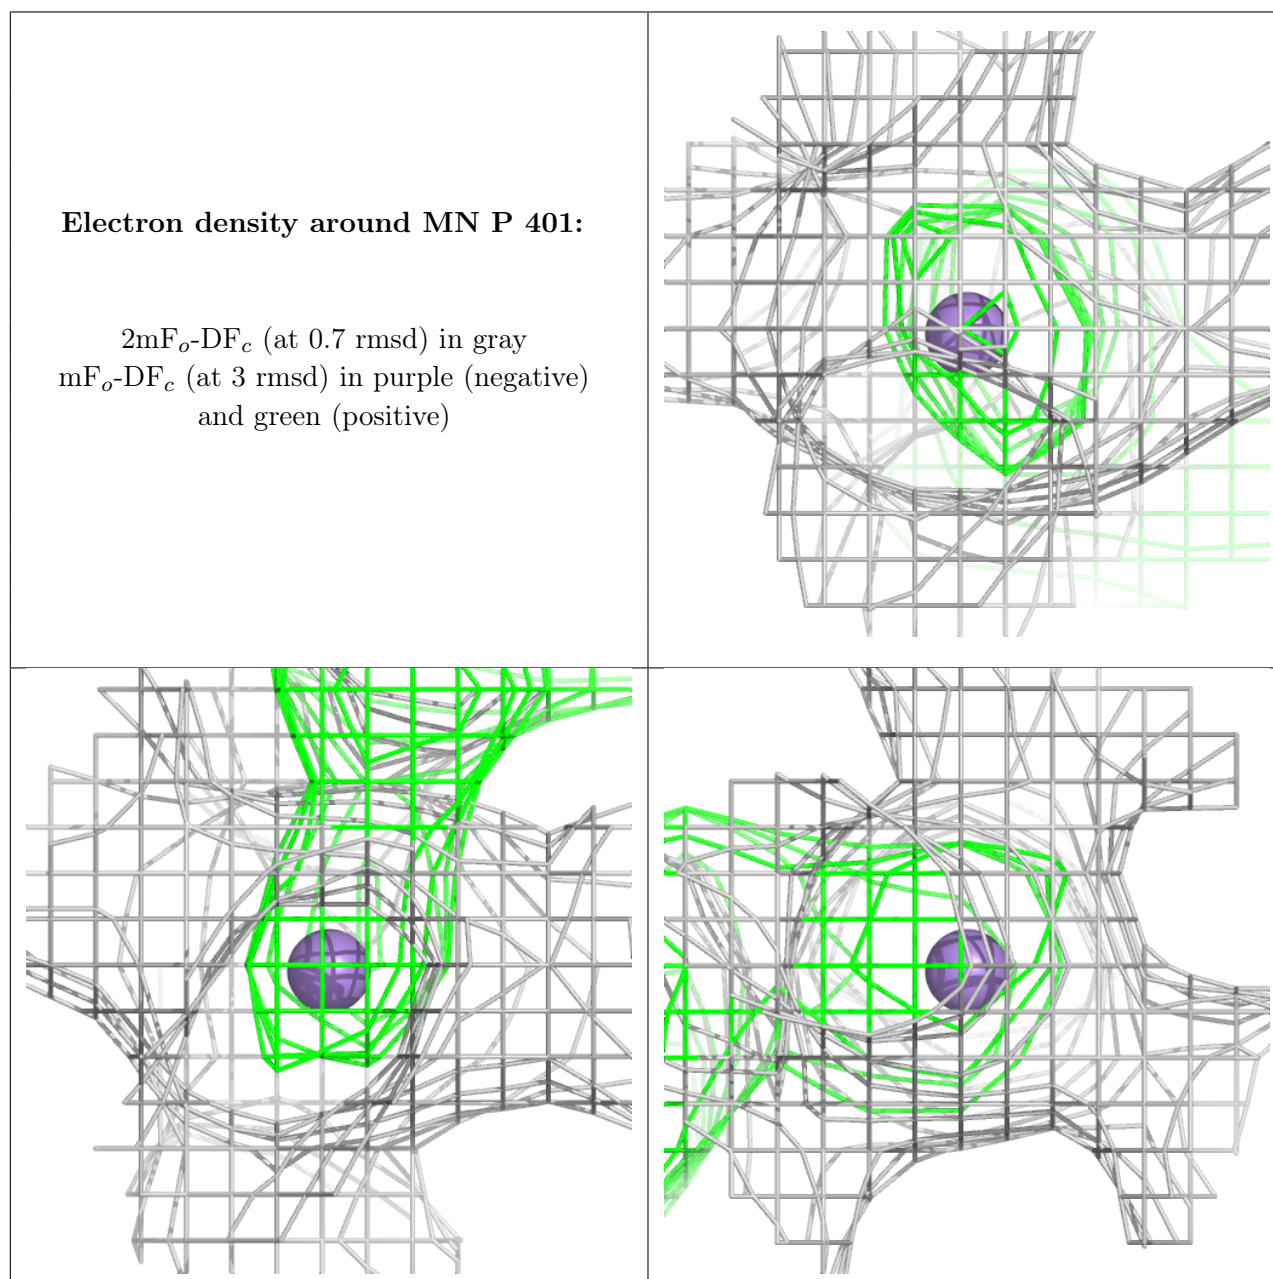 Electron density around MN P 401:
2mFo-DFc (at 0.7 rmsd) in gray
mFo-DFc (at 3 rmsd) in purple (negative)
and green (positive)